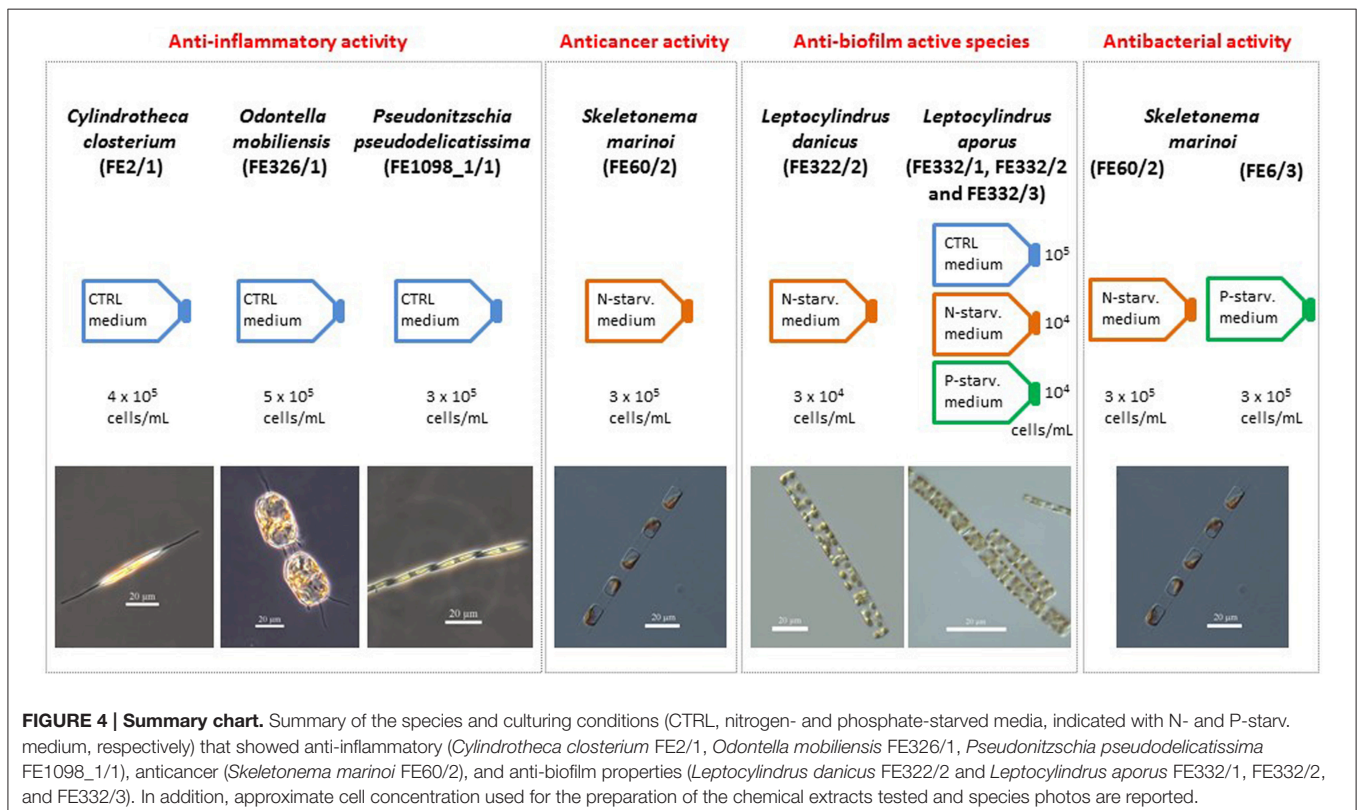 Anti-inflammatory activity
Anticancer activity
Anti-biofilm active species
Antibacterial activity
Cylindrotheca
closterium
(FE2/1)
Odontella
mobiliensis
(FE326/1)
Pseudonitzschia
pseudodelicatissima
(FE1098_1/1)
Skeletonema
marinoi
(FE60/2)
Leptocylindrus
danicus
(FE322/2)
Leptocylindrus
aporus
(FE332/1, FE332/2
and FE332/3)
Skeletonema
marinoi
(FE60/2)
(FE6/3)
CTRL
medium
CTRL
medium
CTRL
medium
N-starv.
medium
N-starv.
medium
CTRL
medium
10⁵
N-starv.
medium
10⁴
P-starv.
medium
10⁴
cells/mL
N-starv.
medium
P-starv.
medium
4 x 10⁵
cells/mL
5 x 10⁵
cells/mL
3 x 10⁵
cells/mL
3 x 10⁵
cells/mL
3 x 10⁴
cells/mL
3 x 10⁵
cells/mL
3 x 10⁵
cells/mL
20 µm
20 µm
20 µm
20 µm
20 µm
20 µm
20 µm
FIGURE 4 | Summary chart. Summary of the species and culturing conditions (CTRL, nitrogen- and phosphate-starved media, indicated with N- and P-starv.
medium, respectively) that showed anti-inflammatory (Cylindrotheca closterium FE2/1, Odontella mobiliensis FE326/1, Pseudonitzschia pseudodelicatissima
FE1098_1/1), anticancer (Skeletonema marinoi FE60/2), and anti-biofilm properties (Leptocylindrus danicus FE322/2 and Leptocylindrus aporus FE332/1, FE332/2,
and FE332/3). In addition, approximate cell concentration used for the preparation of the chemical extracts tested and species photos are reported.